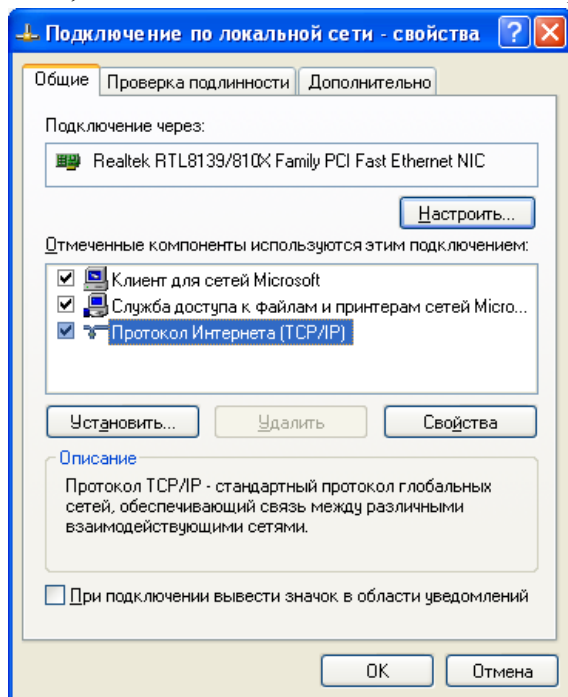 Подключение по локальной сети - свойства
Общие Проверка подлинности Дополнительно
Подключение через:
Realtek RTL8139/810X Family PCI Fast Ethernet NIC
Настроить...
Отмеченные компоненты используются этим подключением:
Клиент для сетей Microsoft
Служба доступа к файлам и принтерам сетей Micro...
Протокол Интернета (TCP/IP)
Установить... Удалить Свойства
Описание
Протокол TCP/IP - стандартный протокол глобальных
сетей, обеспечивающий связь между различными
взаимодействующими сетями.
При подключении вывести значок в области уведомлений
ОК Отмена